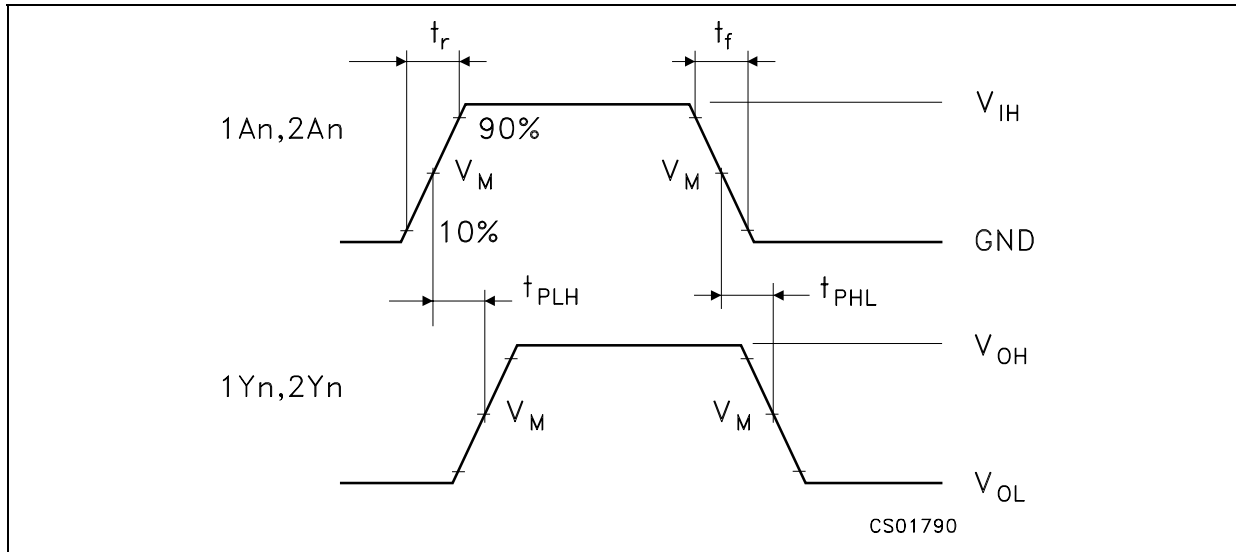 tr tf
1An,2An 90% VIH
VM VM
10% GND
tPLH tPHL
VOH
1Yn,2Yn
VM VM
VOL
CS01790